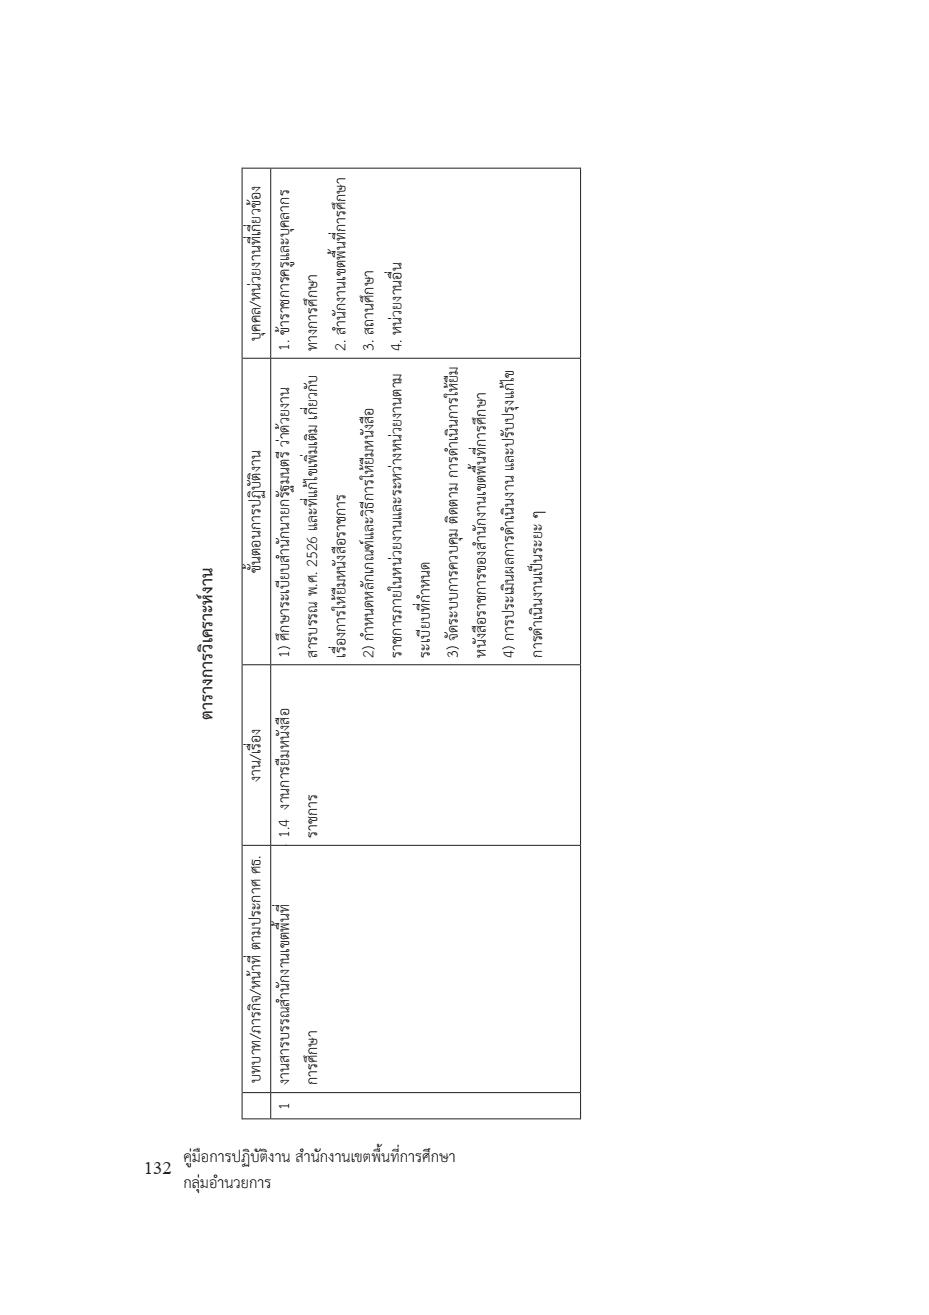 ตารางการวิเคราะห์งาน
บทบาท/ภารกิจ/หน้าที่ ตามประกาศ ศธ.
งาน/เรื่อง
ขั้นตอนการปฏิบัติงาน
บุคคล/หน่วยงานที่เกี่ยวข้อง
1
งานสารบรรณสำนักงานเขตพื้นที่
การศึกษา
1.4 งานการยืมหนังสือ
ราชการ
1) ศึกษาระเบียบสำนักนายกรัฐมนตรี ว่าด้วยงาน
สารบรรณ พ.ศ. 2526 และที่แก้ไขเพิ่มเติม เกี่ยวกับ
เรื่องการให้ยืมหนังสือราชการ
2) กำหนดหลักเกณฑ์และวิธีการให้ยืมหนังสือ
ราชการภายในหน่วยงานและระหว่างหน่วยงานตาม
ระเบียบที่กำหนด
3) จัดระบบการควบคุม ติดตาม การดำเนินการให้ยืม
หนังสือราชการของสำนักงานเขตพื้นที่การศึกษา
4) การประเมินผลการดำเนินงาน และปรับปรุงแก้ไข
การดำเนินงานเป็นระยะ ๆ
1. ข้าราชการครูและบุคลากร
ทางการศึกษา
2. สำนักงานเขตพื้นที่การศึกษา
3. สถานศึกษา
4. หน่วยงานอื่น
132
คู่มือการปฏิบัติงาน สำนักงานเขตพื้นที่การศึกษา
กลุ่มอำนวยการ